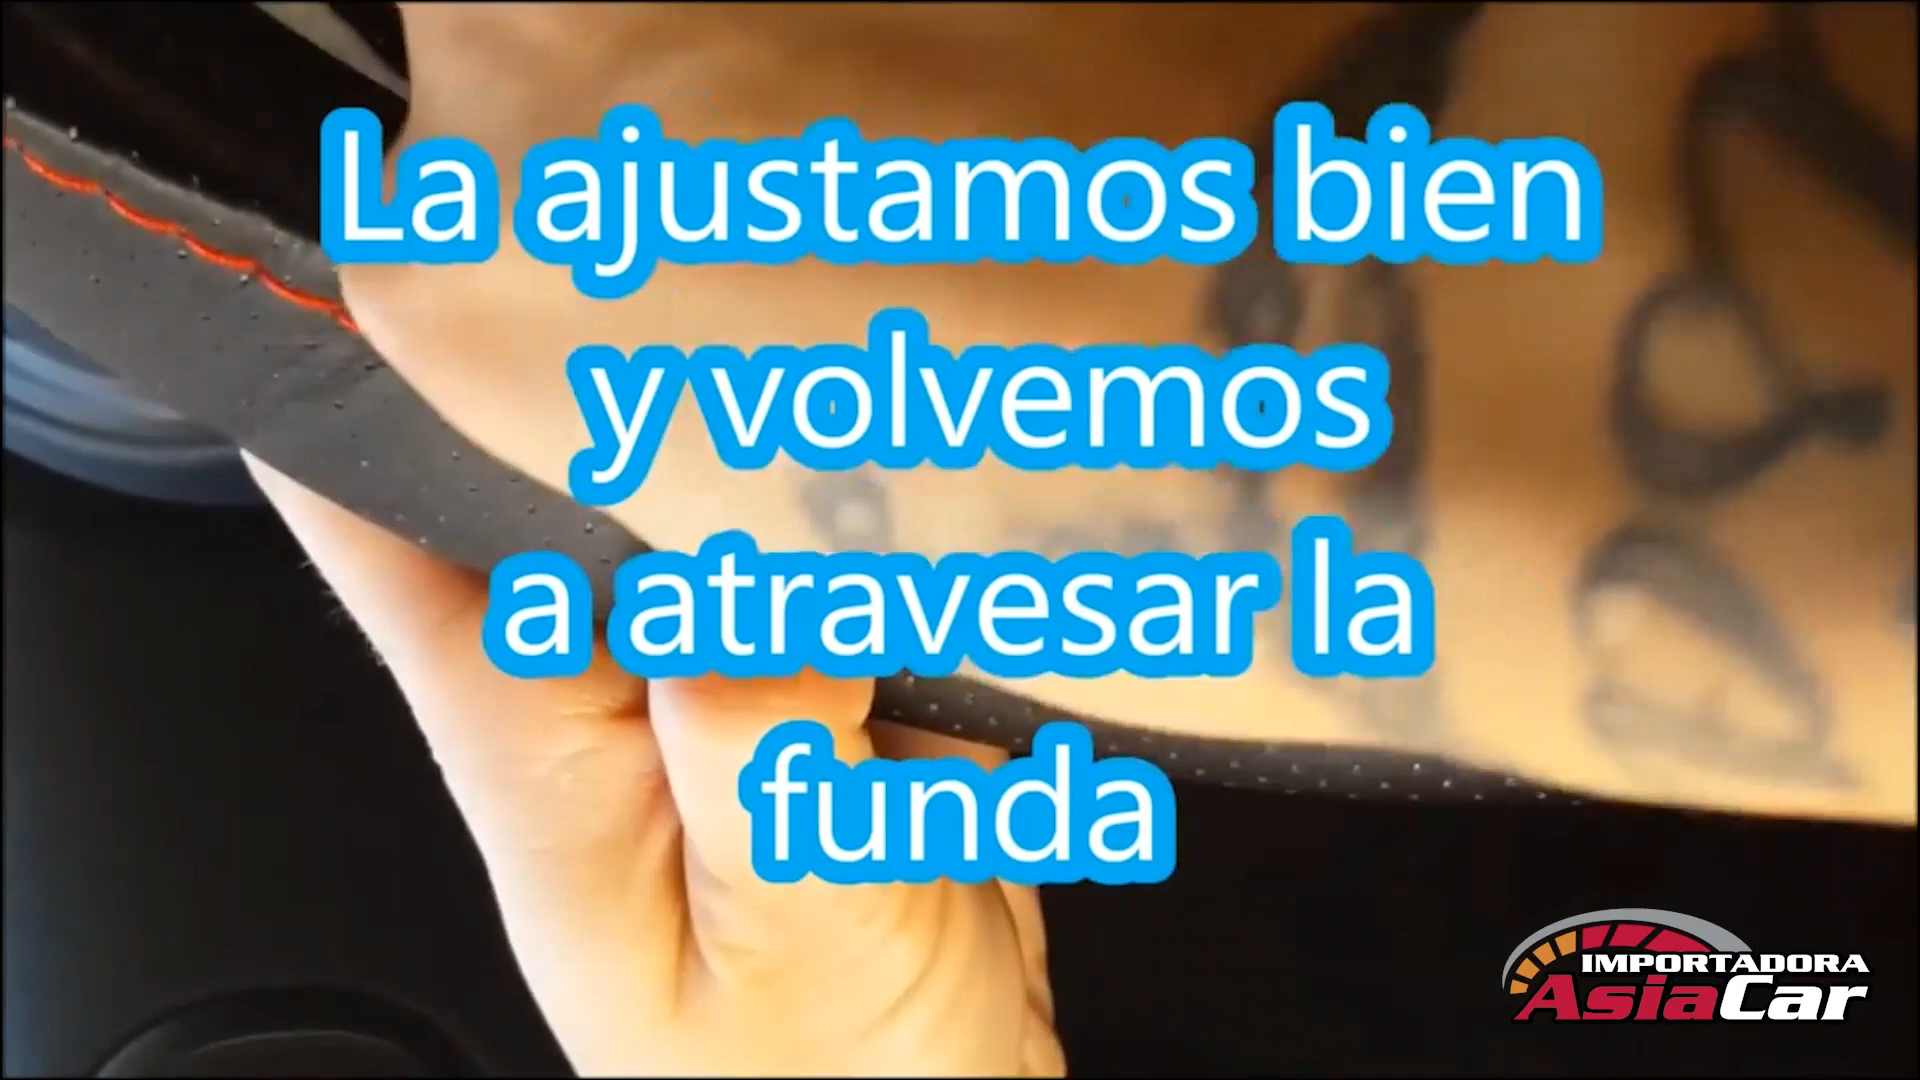 La ajustamos bien
y volvemos
a atravesar la
funda
IMPORTADORA
AsiaCar